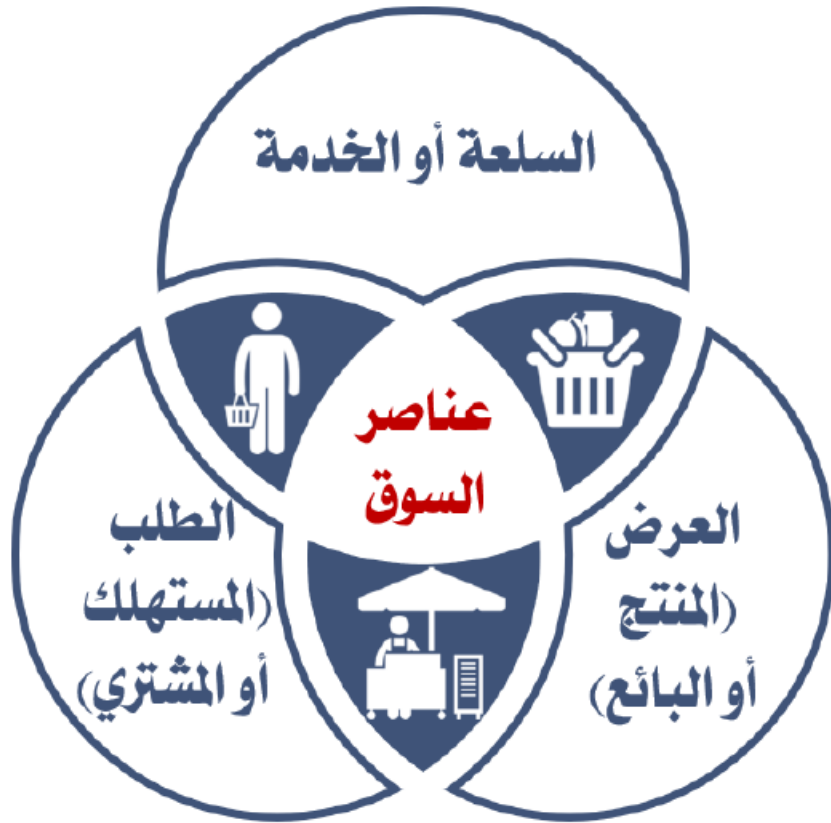 السلعة أو الخدمة
عناصر
السوق
العرض
(المنتج
أو البائع)
الطلب
(المستهلك
أو المشتري)